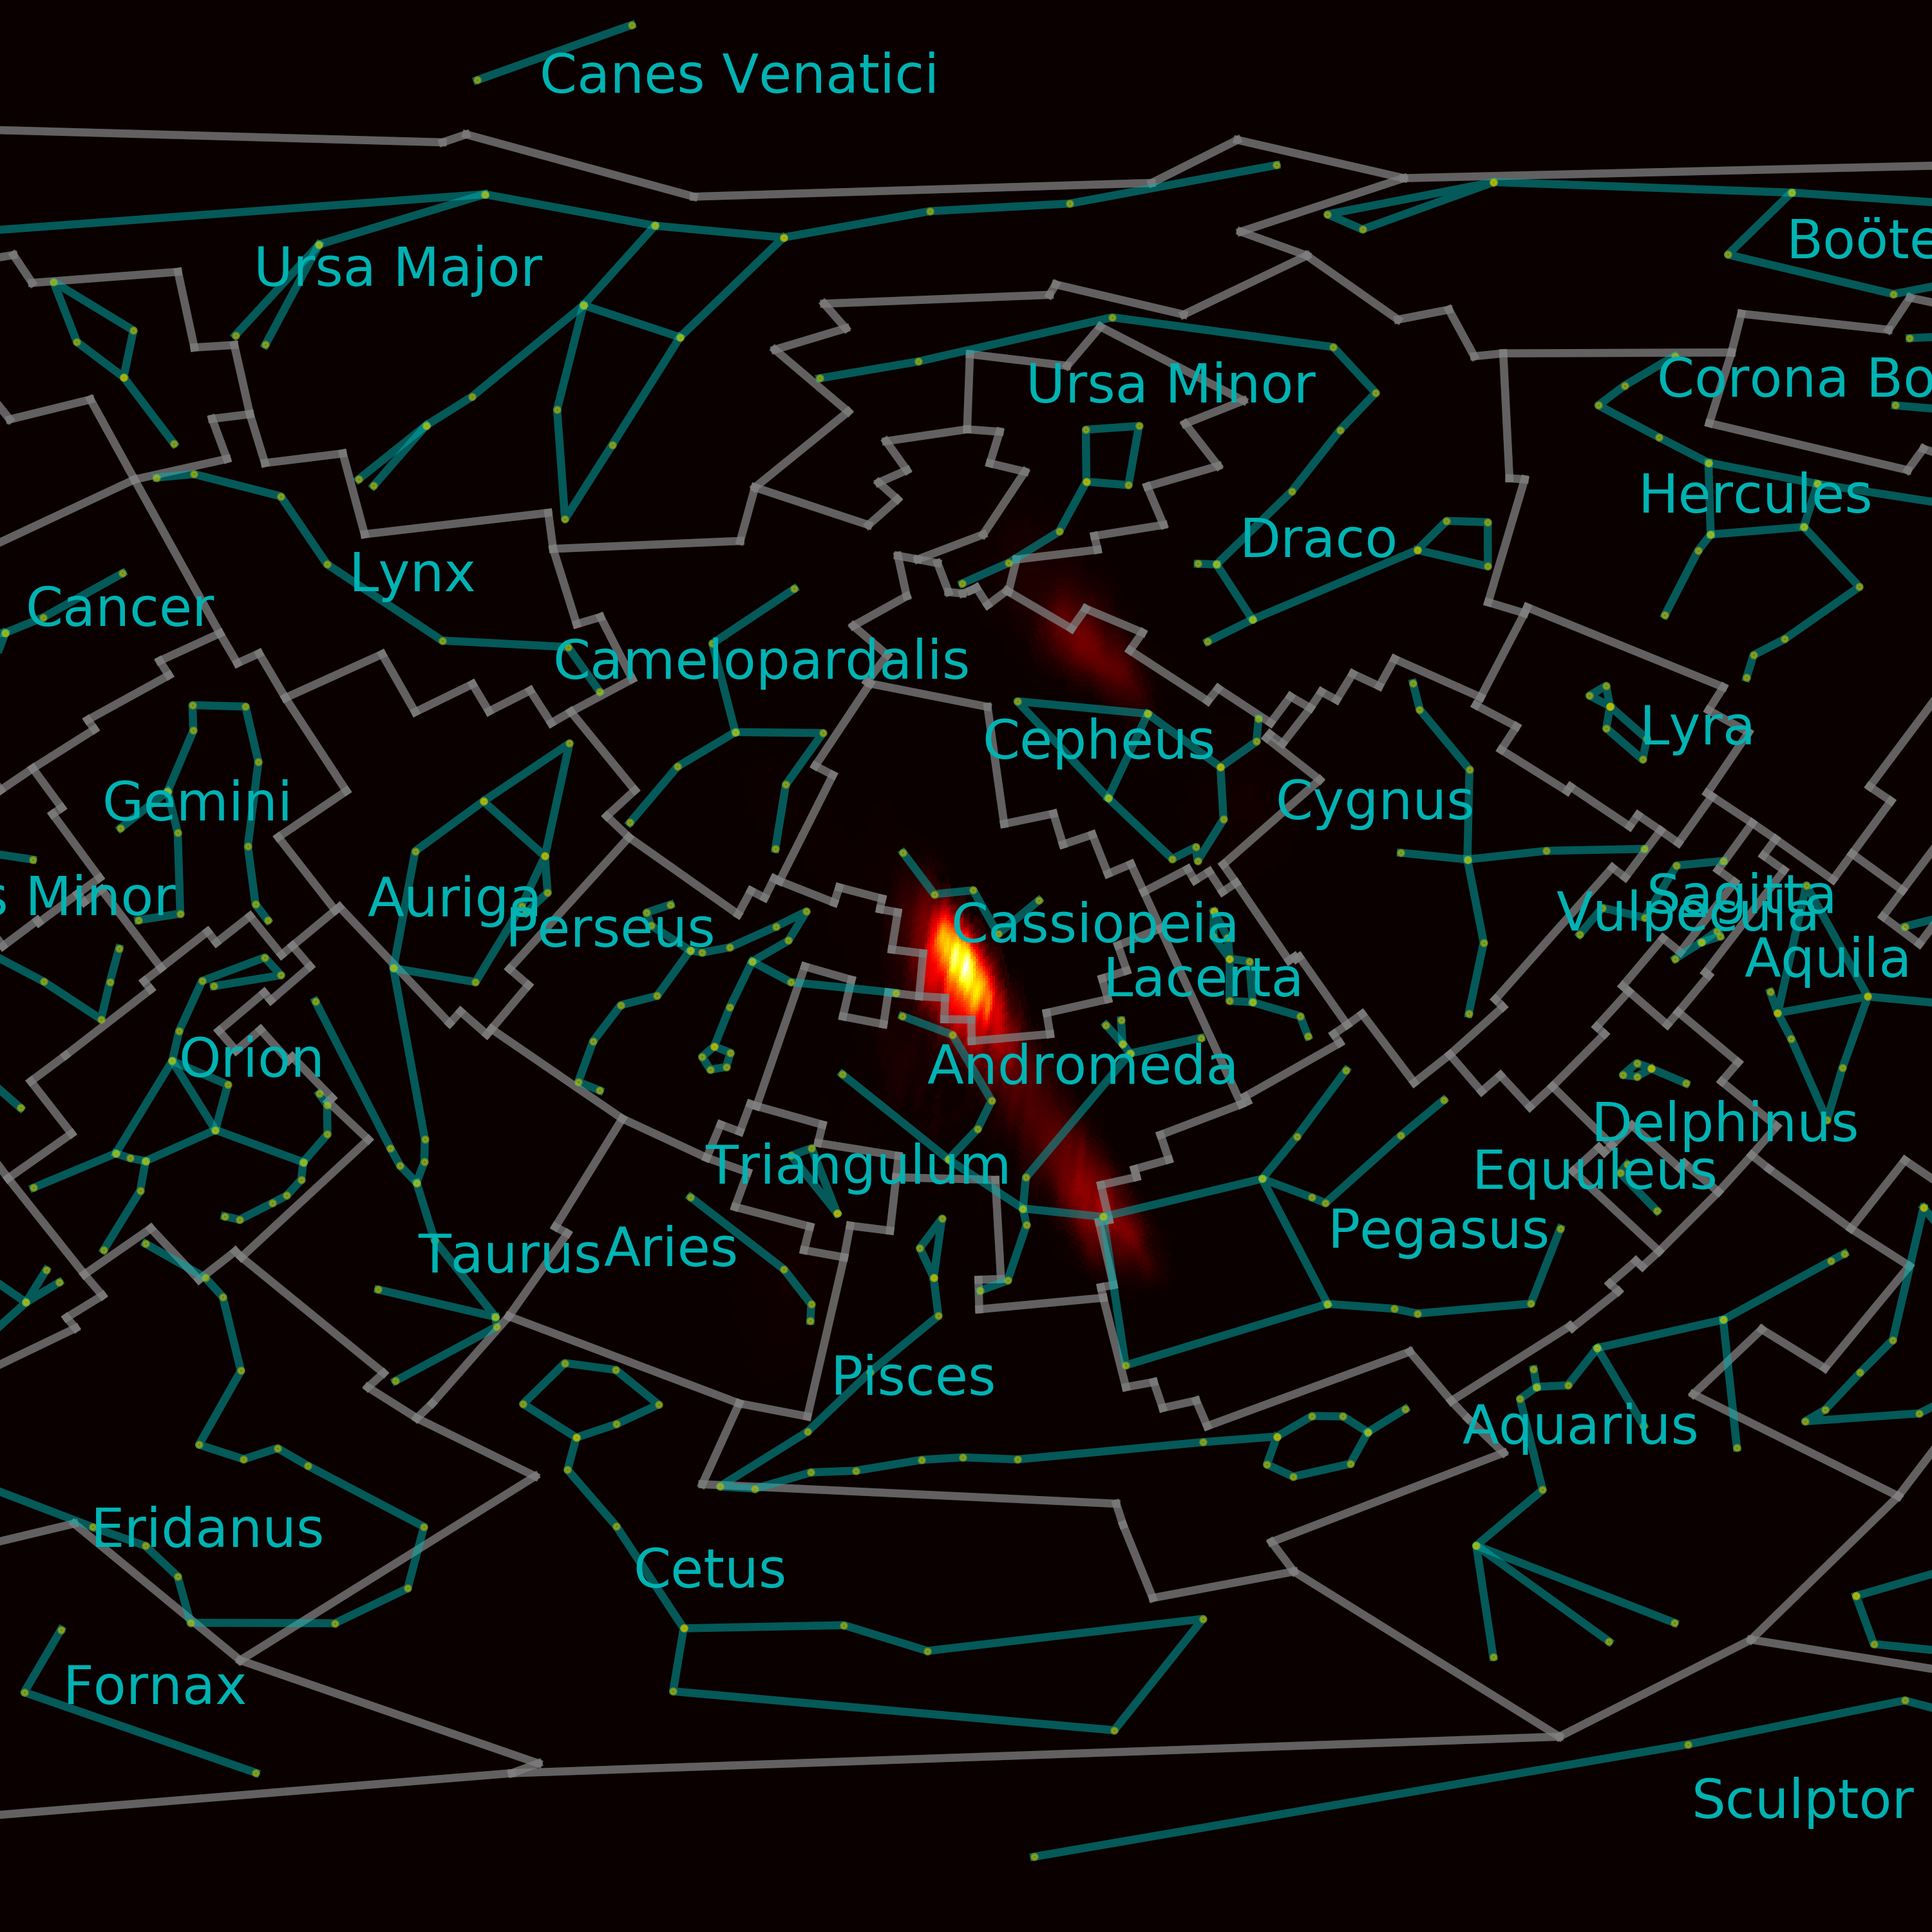 Canes Venatici
Ursa Major
Boöte
Ursa Minor
Corona Bo
Hercules
Draco
Lynx
Cancer
Camelopardalis
Lyra
Cepheus
Cygnus
Gemini
s Minor
Auriga
Perseus
Cassiopeia
Sagitta
Vulpecula
Aquila
Lacerta
Orion
Andromeda
Delphinus
Triangulum
Equuleus
Pegasus
Taurus
Aries
Pisces
Aquarius
Eridanus
Cetus
Fornax
Sculptor